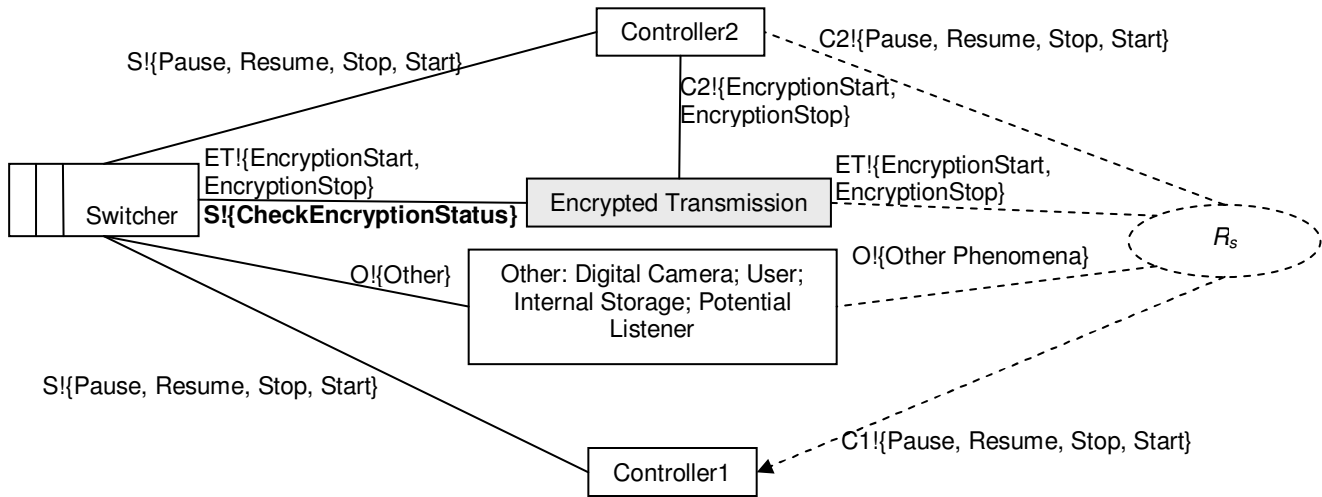 Controller2
C2!{Pause, Resume, Stop, Start}
S!{Pause, Resume, Stop, Start}
C2!{EncryptionStart,
EncryptionStop}
ET!{EncryptionStart,
EncryptionStop}
S!{CheckEncryptionStatus}
Switcher
Encrypted Transmission
ET!{EncryptionStart,
EncryptionStop}
Rs
O!{Other}
Other: Digital Camera; User;
Internal Storage; Potential
Listener
O!{Other Phenomena}
S!{Pause, Resume, Stop, Start}
C1!{Pause, Resume, Stop, Start}
Controller1